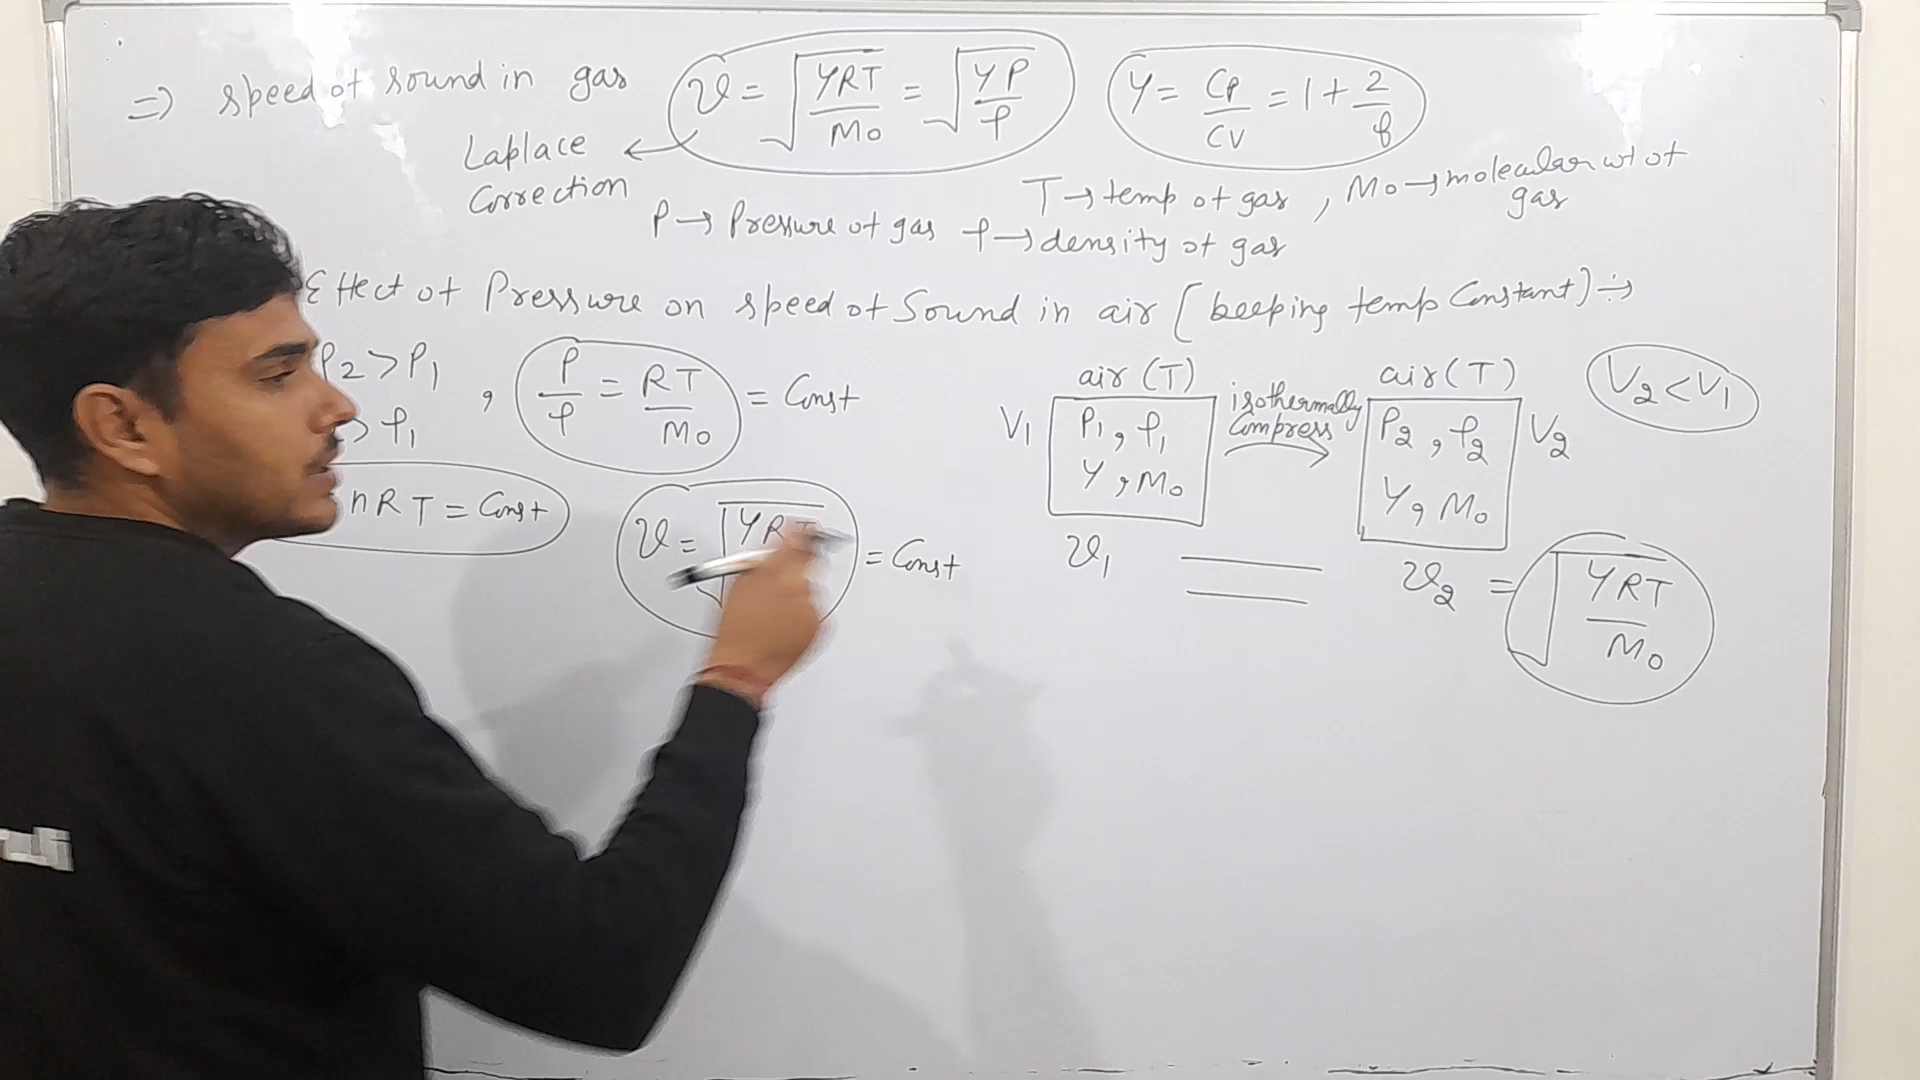 => speed of sound in gas v = √(γRT/M₀) = √(γP/ρ) γ = Cp/Cv = 1 + 2/f
Laplace Correction ←
T → temp of gas , M₀ → molecular wt of gas
P → Pressure of gas ρ → density of gas
Effect of Pressure on speed of Sound in air [keeping temp Constant) :→
P₂ > P₁ , P/ρ = RT/M₀ = Const
> ρ₁
nRT = Const
v = √(γRT = Const
air (T) isothermally compress → air (T) V₂ < V₁
V₁ P₁, ρ₁ P₂, ρ₂ V₂
γ, M₀ γ, M₀
v₁ = v₂ = √(γRT/M₀)